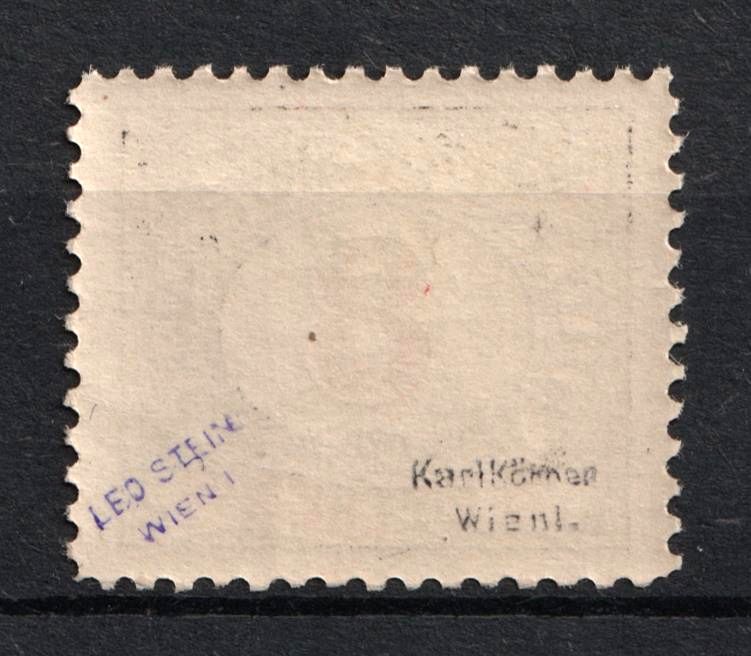 LEO STEIN
WIEN I
Karl Körner
Wien I.